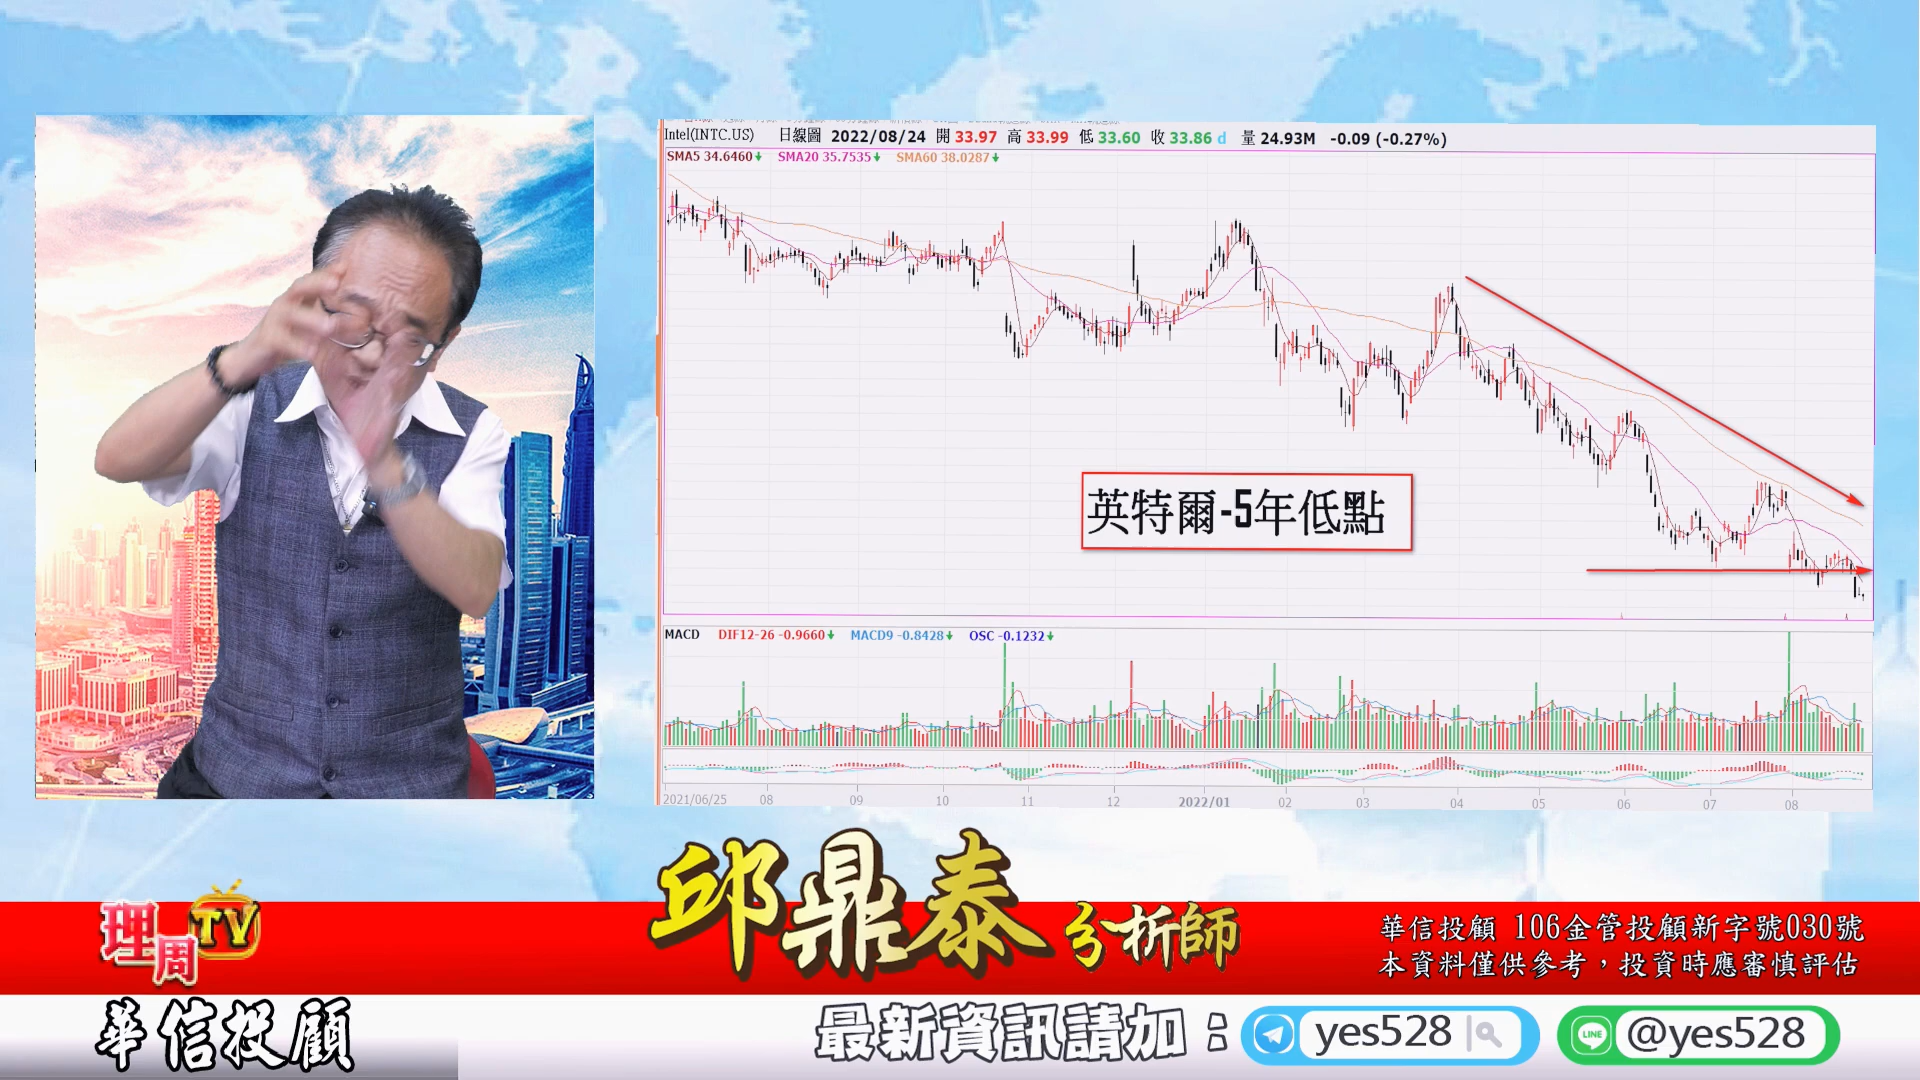 Intel(INTC.US) 日線圖 2022/08/24 開 33.97 高 33.99 低 33.60 收 33.86 d 量 24.93M -0.09 (-0.27%)
SMA5 34.6460↓ SMA20 35.7535↓ SMA60 38.0287↓
英特爾-5年低點
MACD DIF12-26 -0.9660↓ MACD9 -0.8428↓ OSC -0.1232↓
2021/06/25 08 09 10 11 12 2022/01 02 03 04 05 06 07 08
邱鼎泰分析師
理周TV
華信投顧 106金管投顧新字號030號
本資料僅供參考，投資時應審慎評估
華信投顧
最新資訊請加：
yes528
LINE
@yes528